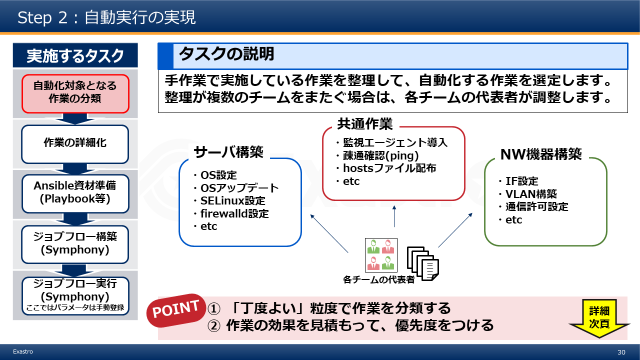 Step 2：自動実行の実現
実施するタスク
自動化対象となる
作業の分類
作業の詳細化
Ansible資材準備
(Playbook等)
ジョブフロー構築
(Symphony)
ジョブフロー実行
(Symphony)
ここではパラメータは手動登録
タスクの説明
手作業で実施している作業を整理して、自動化する作業を選定します。
整理が複数のチームをまたぐ場合は、各チームの代表者が調整します。
サーバ構築
・OS設定
・OSアップデート
・SELinux設定
・firewalld設定
・etc
共通作業
・監視エージェント導入
・疎通確認(ping)
・hostsファイル配布
・etc
NW機器構築
・IF設定
・VLAN構築
・通信許可設定
・etc
各チームの代表者
POINT
① 「丁度よい」粒度で作業を分類する
② 作業の効果を見積もって、優先度をつける
詳細
次頁
Exastro
30